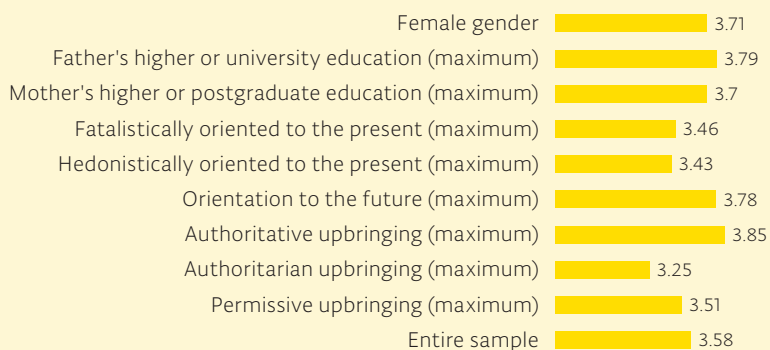 Female gender 3.71
Father's higher or university education (maximum) 3.79
Mother's higher or postgraduate education (maximum) 3.7
Fatalistically oriented to the present (maximum) 3.46
Hedonistically oriented to the present (maximum) 3.43
Orientation to the future (maximum) 3.78
Authoritative upbringing (maximum) 3.85
Authoritarian upbringing (maximum) 3.25
Permissive upbringing (maximum) 3.51
Entire sample 3.58